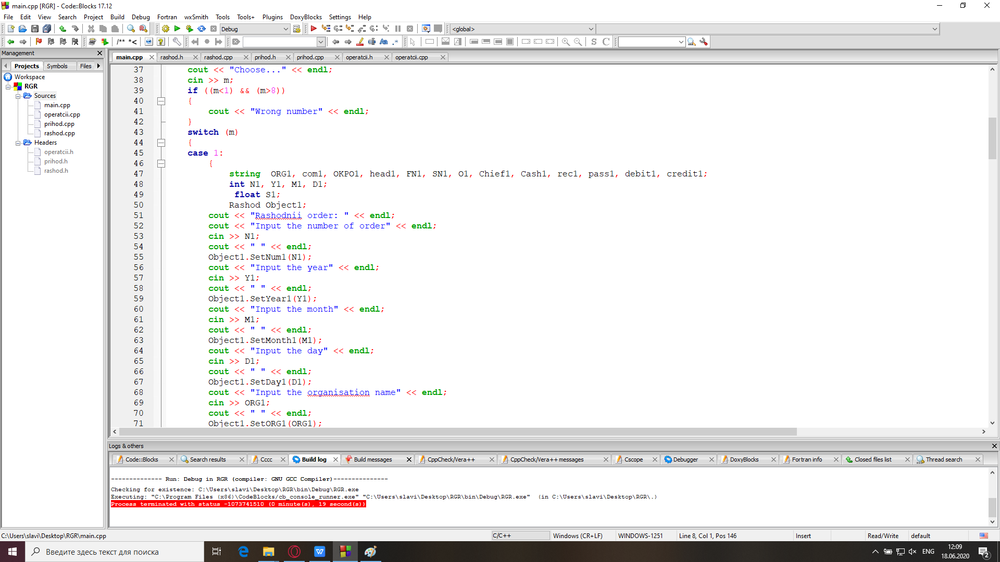 main.cpp [RGR] - Code::Blocks 17.12
File Edit View Search Project Build Debug Fortran wxSmith Tools Tools+ Plugins DoxyBlocks Settings Help
Debug <global>
/** *< Aa .* S C
Management
Projects Symbols Files
main.cpp rashod.h rashod.cpp prihod.h prihod.cpp operatcii.h operatcii.cpp
Workspace
RGR
Sources
main.cpp
operatcii.cpp
prihod.cpp
rashod.cpp
Headers
operatcii.h
prihod.h
rashod.h
37 cout << "Choose..." << endl;
38 cin >> m;
39 if ((m<1) && (m>8))
40 {
41 cout << "Wrong number" << endl;
42 }
43 switch (m)
44 {
45 case 1:
46 {
47 string ORG1, com1, OKPO1, head1, FN1, SN1, O1, Chief1, Cash1, rec1, pass1, debit1, credit1;
48 int N1, Y1, M1, D1;
49 float S1;
50 Rashod Object1;
51 cout << "Rashodnii order: " << endl;
52 cout << "Input the number of order" << endl;
53 cin >> N1;
54 cout << " " << endl;
55 Object1.SetNum1(N1);
56 cout << "Input the year" << endl;
57 cin >> Y1;
58 cout << " " << endl;
59 Object1.SetYear1(Y1);
60 cout << "Input the month" << endl;
61 cin >> M1;
62 cout << " " << endl;
63 Object1.SetMonth1(M1);
64 cout << "Input the day" << endl;
65 cin >> D1;
66 cout << " " << endl;
67 Object1.SetDay1(D1);
68 cout << "Input the organisation name" << endl;
69 cin >> ORG1;
70 cout << " " << endl;
71 Object1.SetORG1(ORG1);
Logs & others
Code::Blocks Search results Cccc Build log Build messages CppCheck/Vera++ CppCheck/Vera++ messages Cscope Debugger DoxyBlocks Fortran info Closed files list Thread search
-------------- Run: Debug in RGR (compiler: GNU GCC Compiler)---------------
Checking for existence: C:\Users\slavi\Desktop\RGR\bin\Debug\RGR.exe
Executing: "C:\Program Files (x86)\CodeBlocks/cb_console_runner.exe" "C:\Users\slavi\Desktop\RGR\bin\Debug\RGR.exe" (in C:\Users\slavi\Desktop\RGR\.)
Process terminated with status -1073741510 (0 minute(s), 19 second(s))
C:\Users\slavi\Desktop\RGR\main.cpp C/C++ Windows (CR+LF) WINDOWS-1251 Line 8, Col 1, Pos 146 Insert Read/Write default
Введите здесь текст для поиска
ENG
12:09
18.06.2020
2